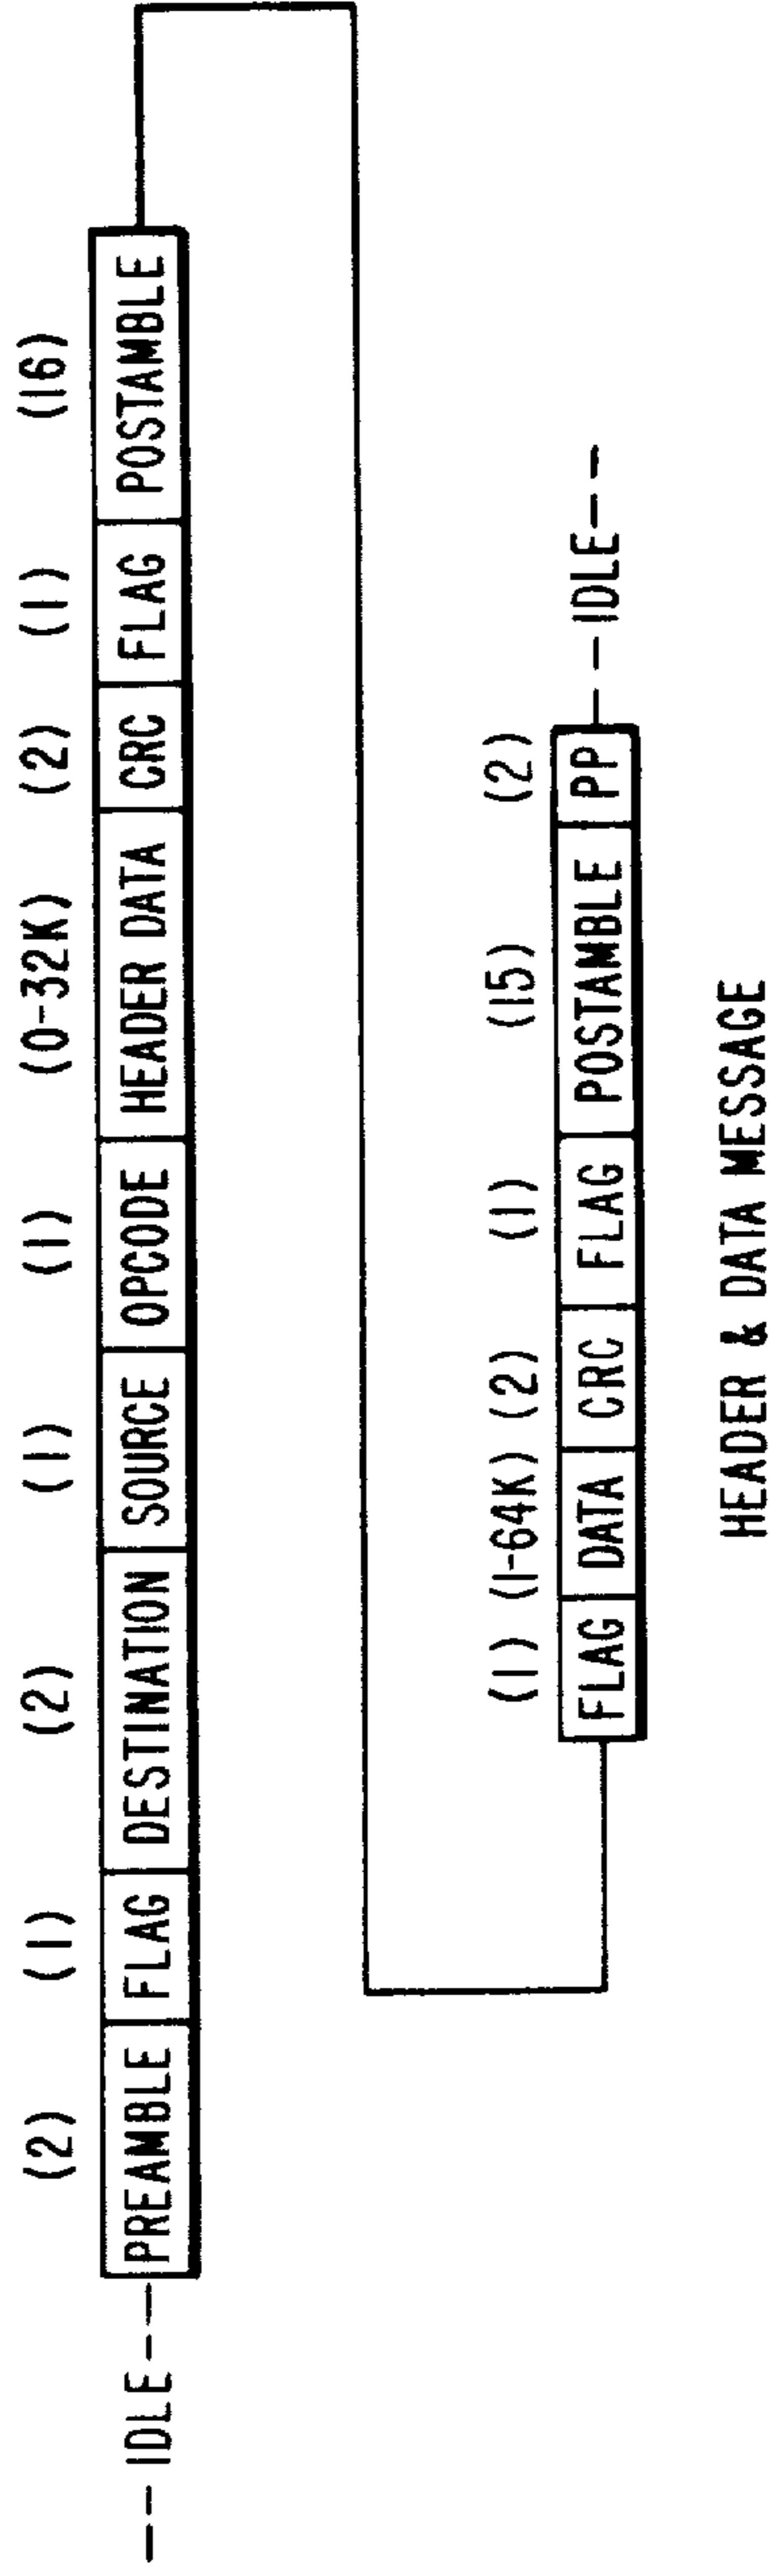 (2) (1) (2) (1) (1) (0-32K) (2) (1) (16)
-- IDLE -- PREAMBLE FLAG DESTINATION SOURCE OPCODE HEADER DATA CRC FLAG POSTAMBLE
(1) (1-64K) (2) (1) (15) (2)
FLAG DATA CRC FLAG POSTAMBLE PP -- IDLE --
HEADER & DATA MESSAGE